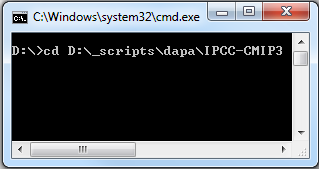 C:\Windows\system32\cmd.exe
D:\>cd D:\_scripts\dapa\IPCC-CMIP3